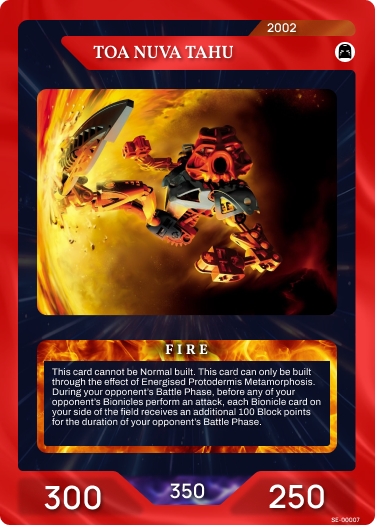 2002
TOA NUVA TAHU
FIRE
This card cannot be Normal built. This card can only be built
through the effect of Energised Protodermis Metamorphosis.
During your opponent's Battle Phase, before any of your
opponent's Bionicles perform an attack, each Bionicle card on
your side of the field receives an additional 100 Block points
for the duration of your opponent's Battle Phase.
300
350
250
SE-00007